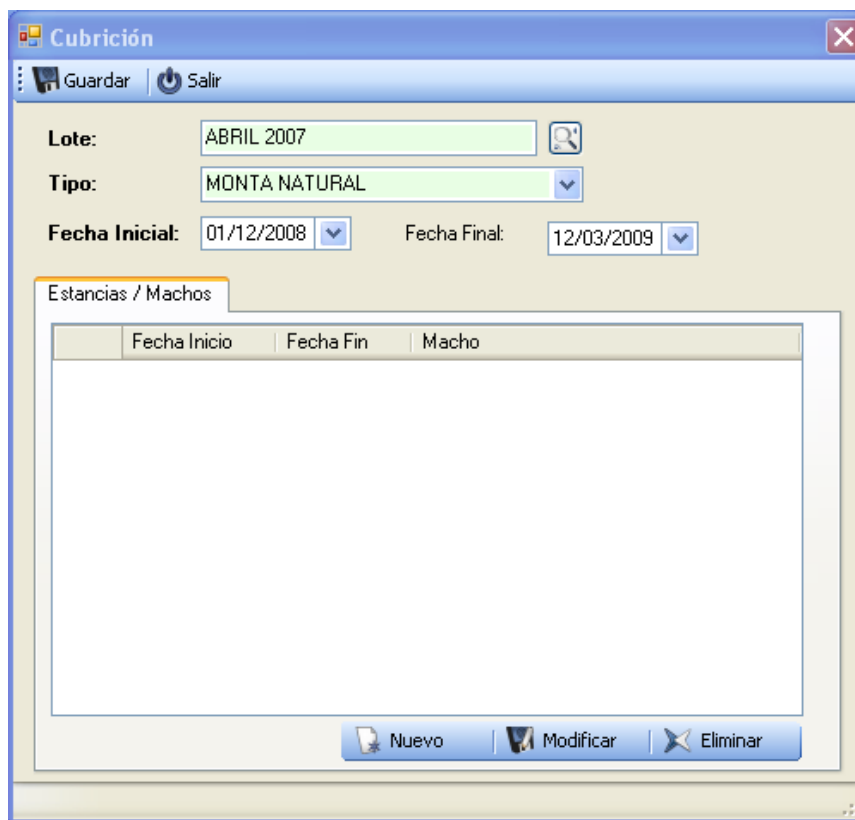 Cubrición
Guardar Salir
Lote: ABRIL 2007
Tipo: MONTA NATURAL
Fecha Inicial: 01/12/2008 Fecha Final: 12/03/2009
Estancias / Machos
Fecha Inicio Fecha Fin Macho
Nuevo Modificar Eliminar